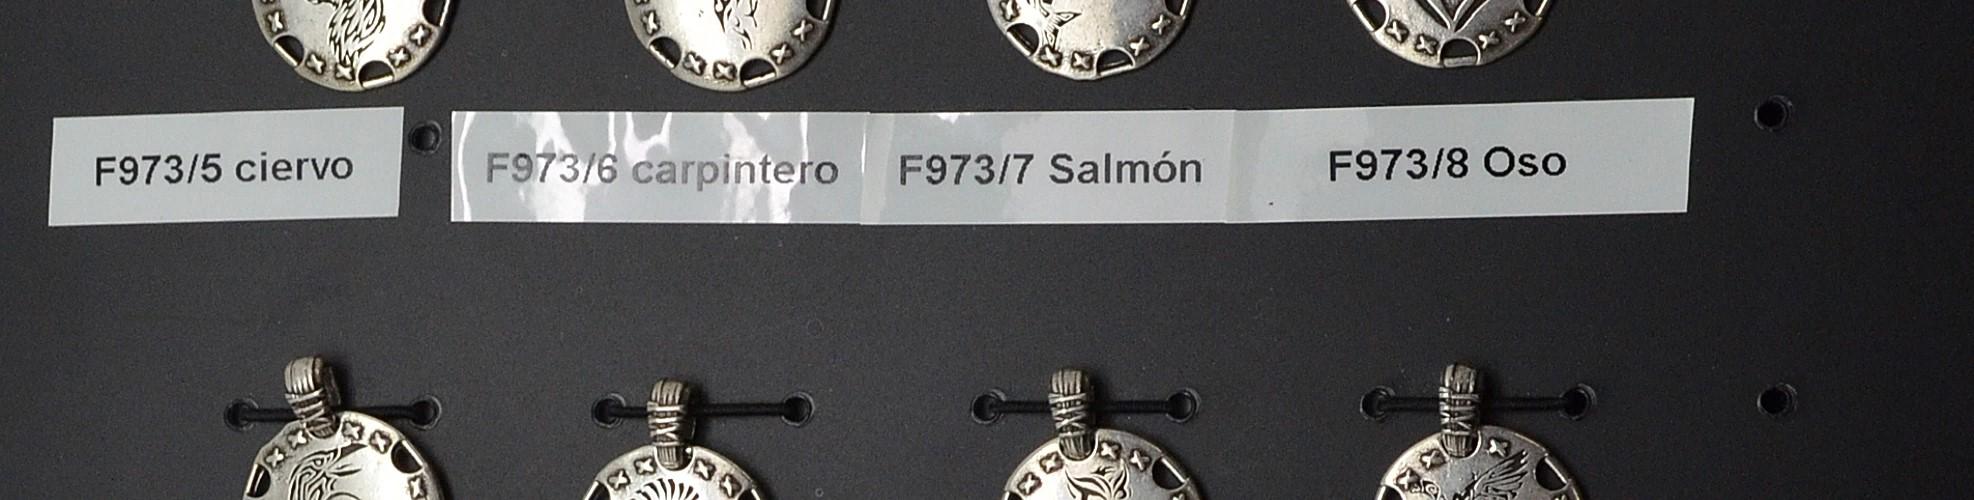 F973/5 ciervo
F973/6 carpintero
F973/7 Salmón
F973/8 Oso